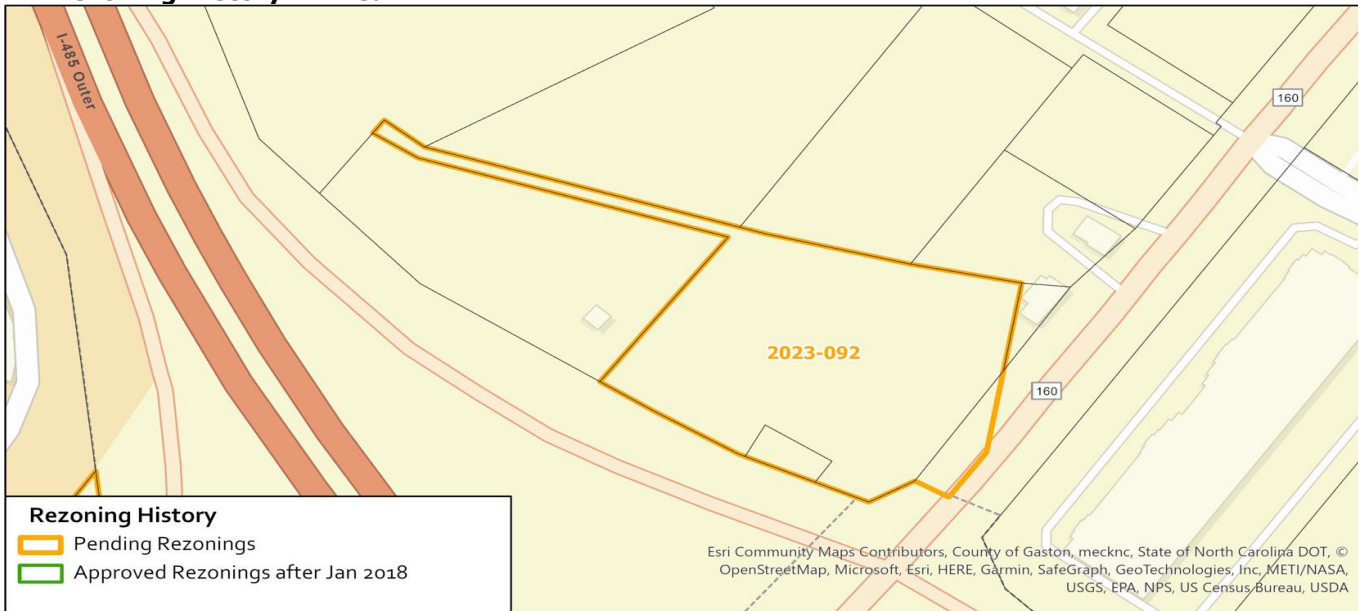 I-485 Outer
160
2023-092
160
Rezoning History
Pending Rezonings
Approved Rezonings after Jan 2018
Esri Community Maps Contributors, County of Gaston, mecknc, State of North Carolina DOT, ©
OpenStreetMap, Microsoft, Esri, HERE, Garmin, SafeGraph, GeoTechnologies, Inc, METI/NASA,
USGS, EPA, NPS, US Census Bureau, USDA